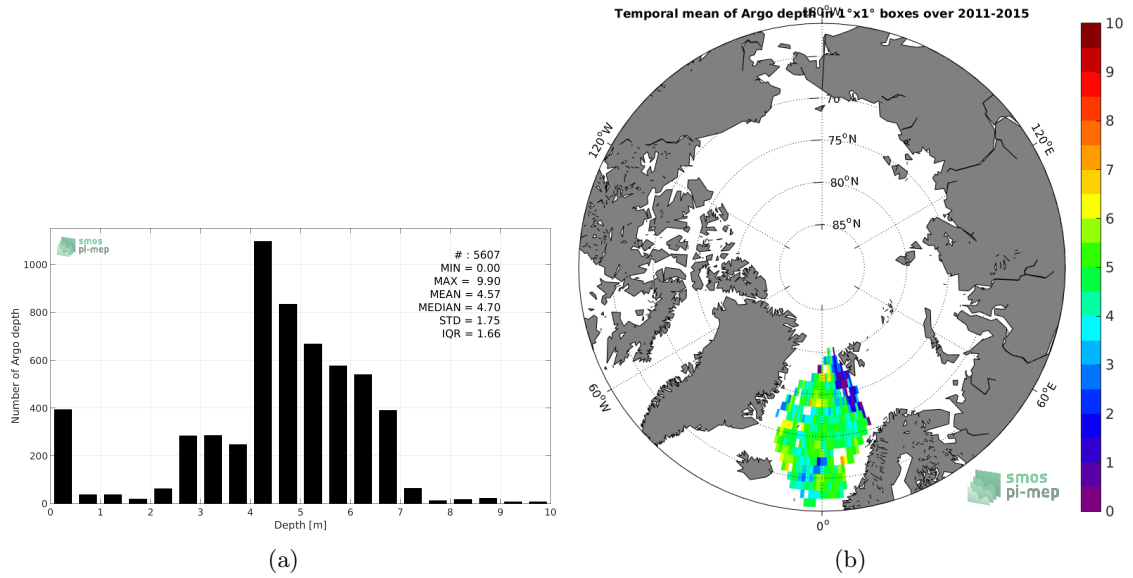 smos
pi-mep
# : 5607
MIN = 0.00
MAX = 9.90
MEAN = 4.57
MEDIAN = 4.70
STD = 1.75
IQR = 1.66
Number of Argo depth
1000
800
600
400
200
0
0 1 2 3 4 5 6 7 8 9 10
Depth [m]
(a)
Temporal mean of Argo depth in 1°x1° boxes over 2011-2015
180°W
120°W
120°E
70°N
75°N
80°N
85°N
60°W
60°E
0°
smos
pi-mep
10
9
8
7
6
5
4
3
2
1
0
(b)